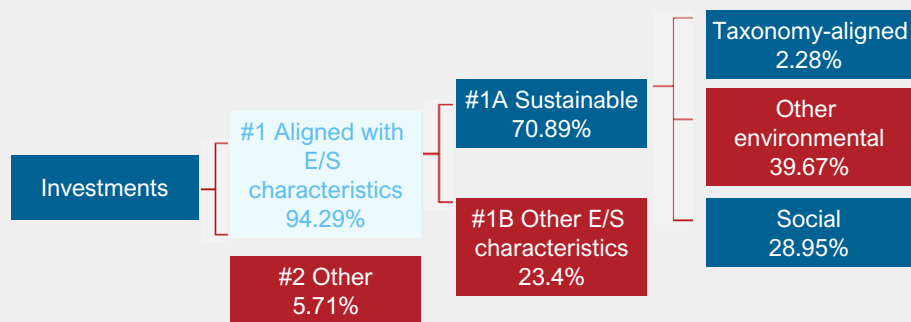 Investments
#1 Aligned with
E/S
characteristics
94.29%
#2 Other
5.71%
#1A Sustainable
70.89%
#1B Other E/S
characteristics
23.4%
Taxonomy-aligned
2.28%
Other
environmental
39.67%
Social
28.95%